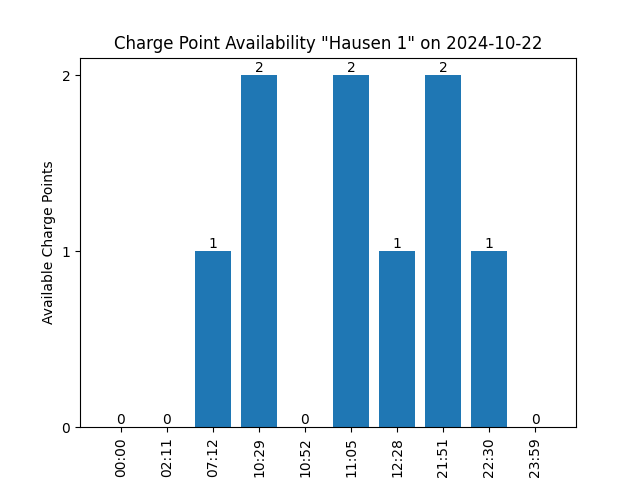 Charge Point Availability "Hausen 1" on 2024-10-22
Available Charge Points
2
1
0
0 0 1 2 0 2 1 2 1 0
00:00 02:11 07:12 10:29 10:52 11:05 12:28 21:51 22:30 23:59